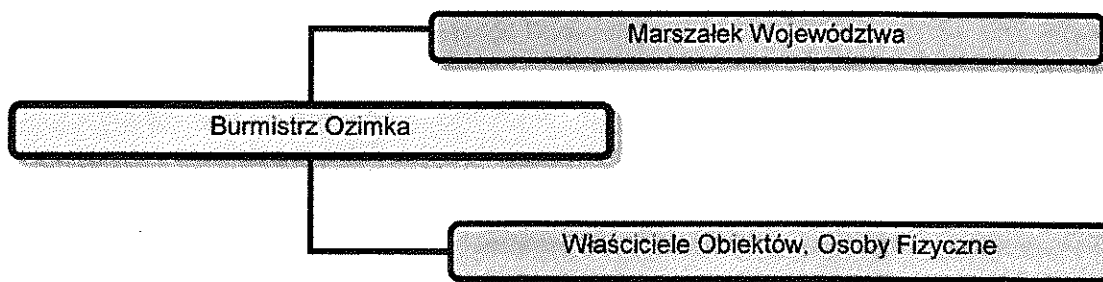 Marszałek Województwa
Burmistrz Ozimka
Właściciele Obiektów, Osoby Fizyczne